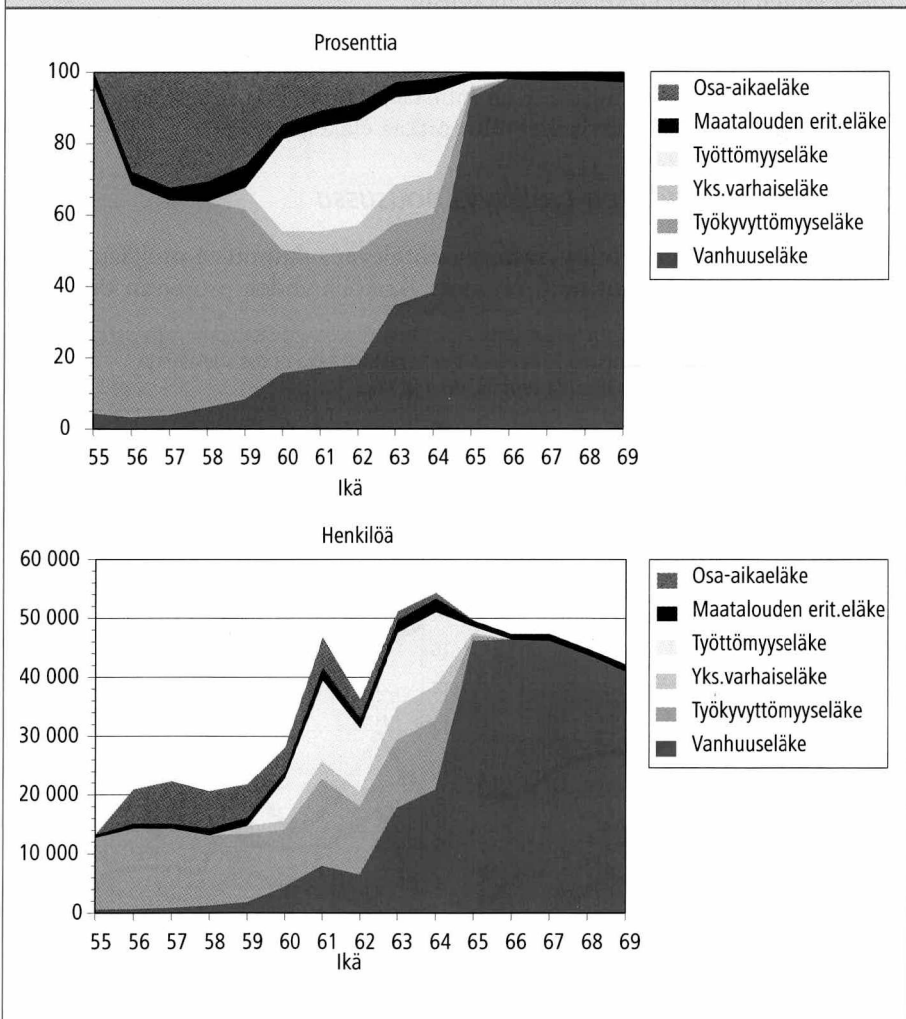 Prosenttia
100
80
60
40
20
0
55 56 57 58 59 60 61 62 63 64 65 66 67 68 69
Ikä
Osa-aikaeläke
Maatalouden erit.eläke
Työttömyyseläke
Yks.varhaiseläke
Työkyvyttömyyseläke
Vanhuuseläke
Henkilöä
60 000
50 000
40 000
30 000
20 000
10 000
0
55 56 57 58 59 60 61 62 63 64 65 66 67 68 69
Ikä
Osa-aikaeläke
Maatalouden erit.eläke
Työttömyyseläke
Yks.varhaiseläke
Työkyvyttömyyseläke
Vanhuuseläke